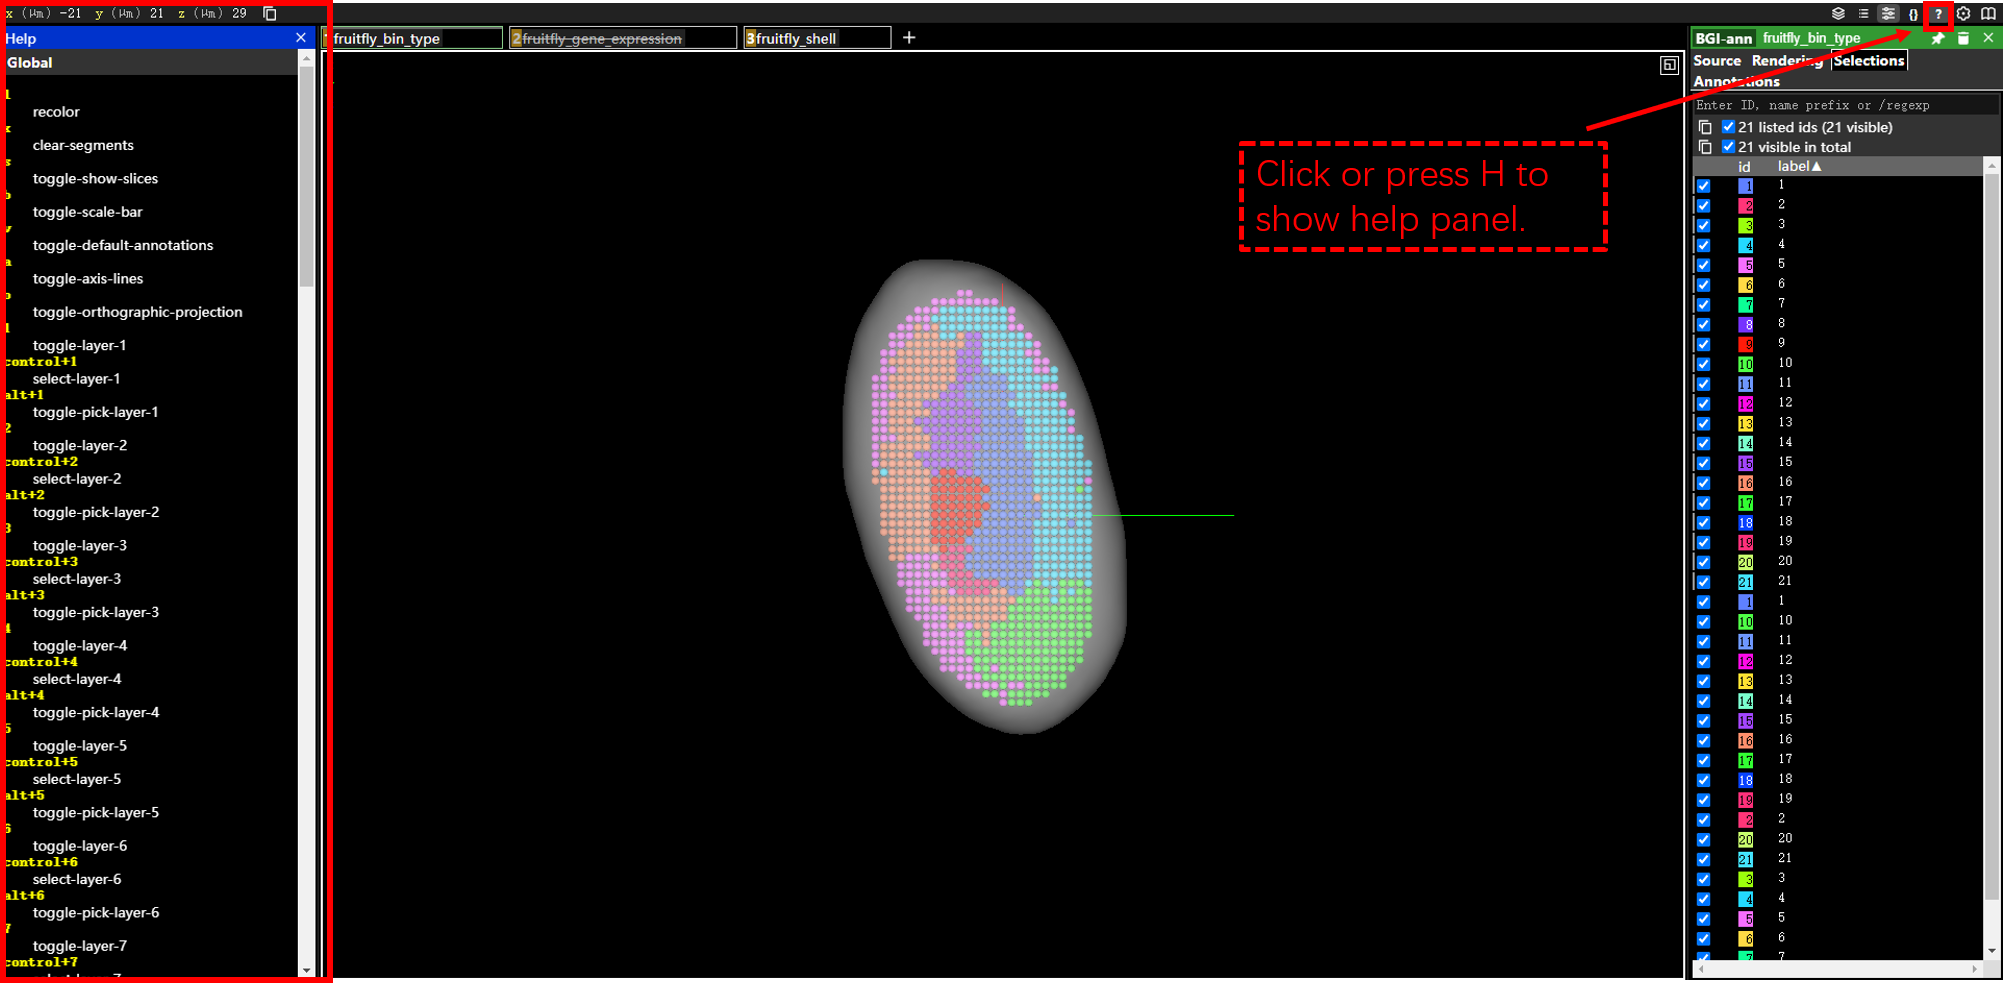 x (μm) -21 y (μm) 21 z (μm) 29
{} ?
Help
Global
l
recolor
x
clear-segments
s
toggle-show-slices
b
toggle-scale-bar
v
toggle-default-annotations
a
toggle-axis-lines
o
toggle-orthographic-projection
1
toggle-layer-1
control+1
select-layer-1
alt+1
toggle-pick-layer-1
2
toggle-layer-2
control+2
select-layer-2
alt+2
toggle-pick-layer-2
3
toggle-layer-3
control+3
select-layer-3
alt+3
toggle-pick-layer-3
4
toggle-layer-4
control+4
select-layer-4
alt+4
toggle-pick-layer-4
5
toggle-layer-5
control+5
select-layer-5
alt+5
toggle-pick-layer-5
6
toggle-layer-6
control+6
select-layer-6
alt+6
toggle-pick-layer-6
7
toggle-layer-7
control+7
1fruitfly_bin_type 2fruitfly_gene_expression 3fruitfly_shell +
Click or press H to
show help panel.
BGI-ann fruitfly_bin_type
Source Rendering Selections
Annotations
Enter ID, name prefix or /regexp
21 listed ids (21 visible)
21 visible in total
id label▲
1 1
2 2
3 3
4 4
5 5
6 6
7 7
8 8
9 9
10 10
11 11
12 12
13 13
14 14
15 15
16 16
17 17
18 18
19 19
20 20
21 21
1 1
10 10
11 11
12 12
13 13
14 14
15 15
16 16
17 17
18 18
19 19
2 2
20 20
21 21
3 3
4 4
5 5
6 6
7 7